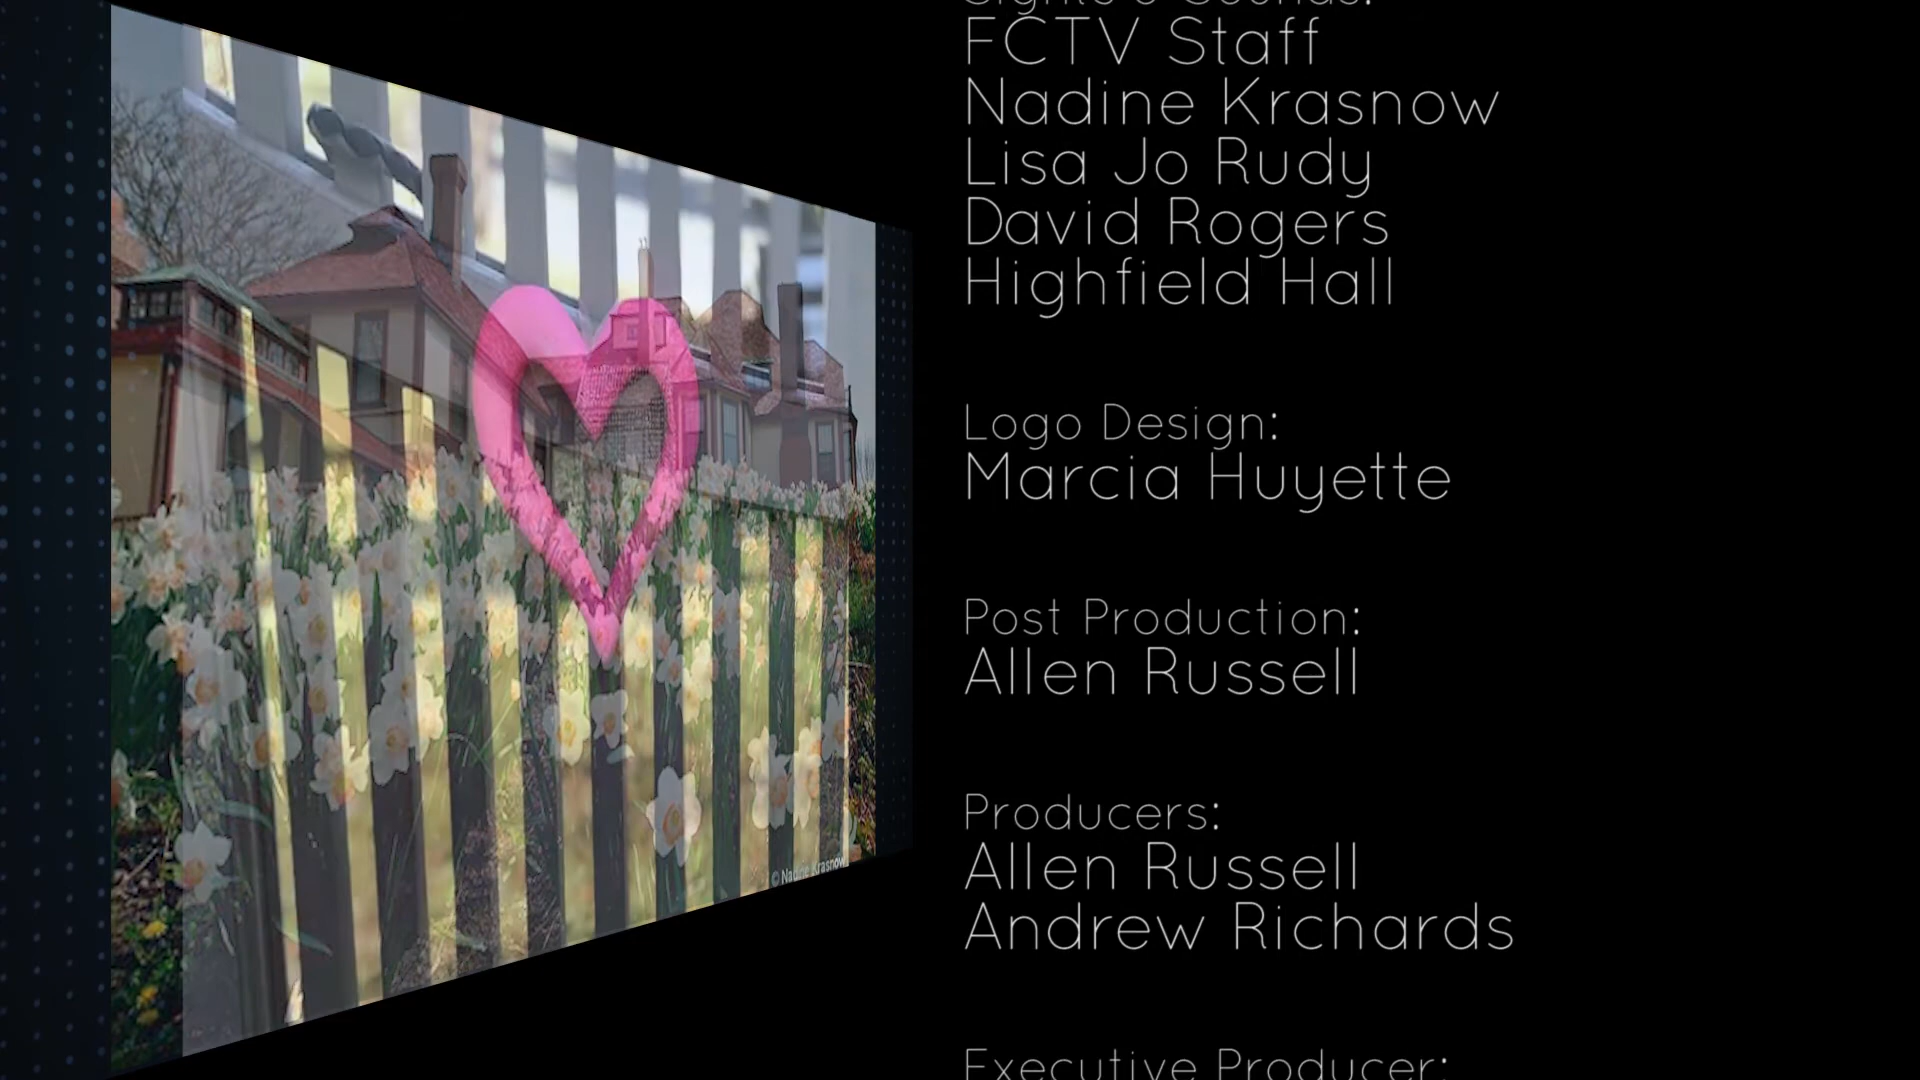 FCTV Staff
Nadine Krasnow
Lisa Jo Rudy
David Rogers
Highfield Hall
Logo Design:
Marcia Huyette
Post Production:
Allen Russell
Producers:
Allen Russell
Andrew Richards
Executive Producer:
© Nadine Krasnow